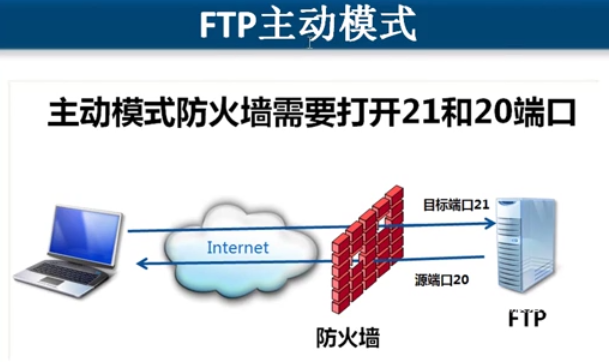 FTP主动模式
主动模式防火墙需要打开21和20端口
目标端口21
Internet
源端口20
防火墙
FTP